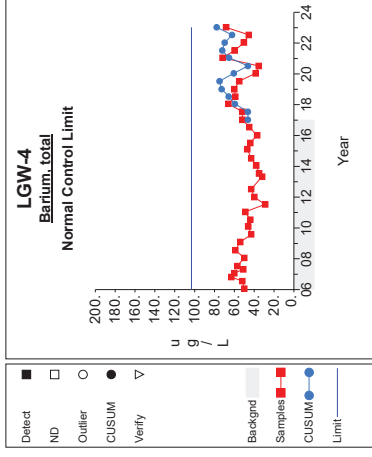 LGW-4
Barium, total
Normal Control Limit
200.
180.
160.
140.
120.
100.
80.
60.
40.
20.
0.
u g / L
06 08 10 12 14 16 18 20 22 24
Year
Detect
ND
Outlier
CUSUM
Verify
Backgnd
Samples
CUSUM
Limit